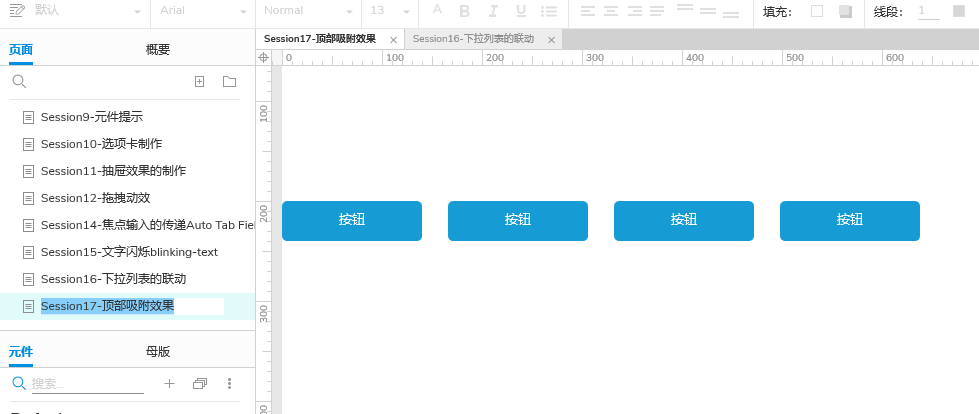 默认 Arial Normal 13 填充： 线段： 1
页面 概要
Session17-顶部吸附效果 Session16-下拉列表的联动
0 100 200 300 400 500 600
Session9-元件提示
Session10-选项卡制作
Session11-抽屉效果的制作
Session12-拖拽动效
Session14-焦点输入的传递Auto Tab Fiel
Session15-文字闪烁blinking-text
Session16-下拉列表的联动
Session17-顶部吸附效果
100
200
300
按钮 按钮 按钮 按钮
元件 母版
搜索...